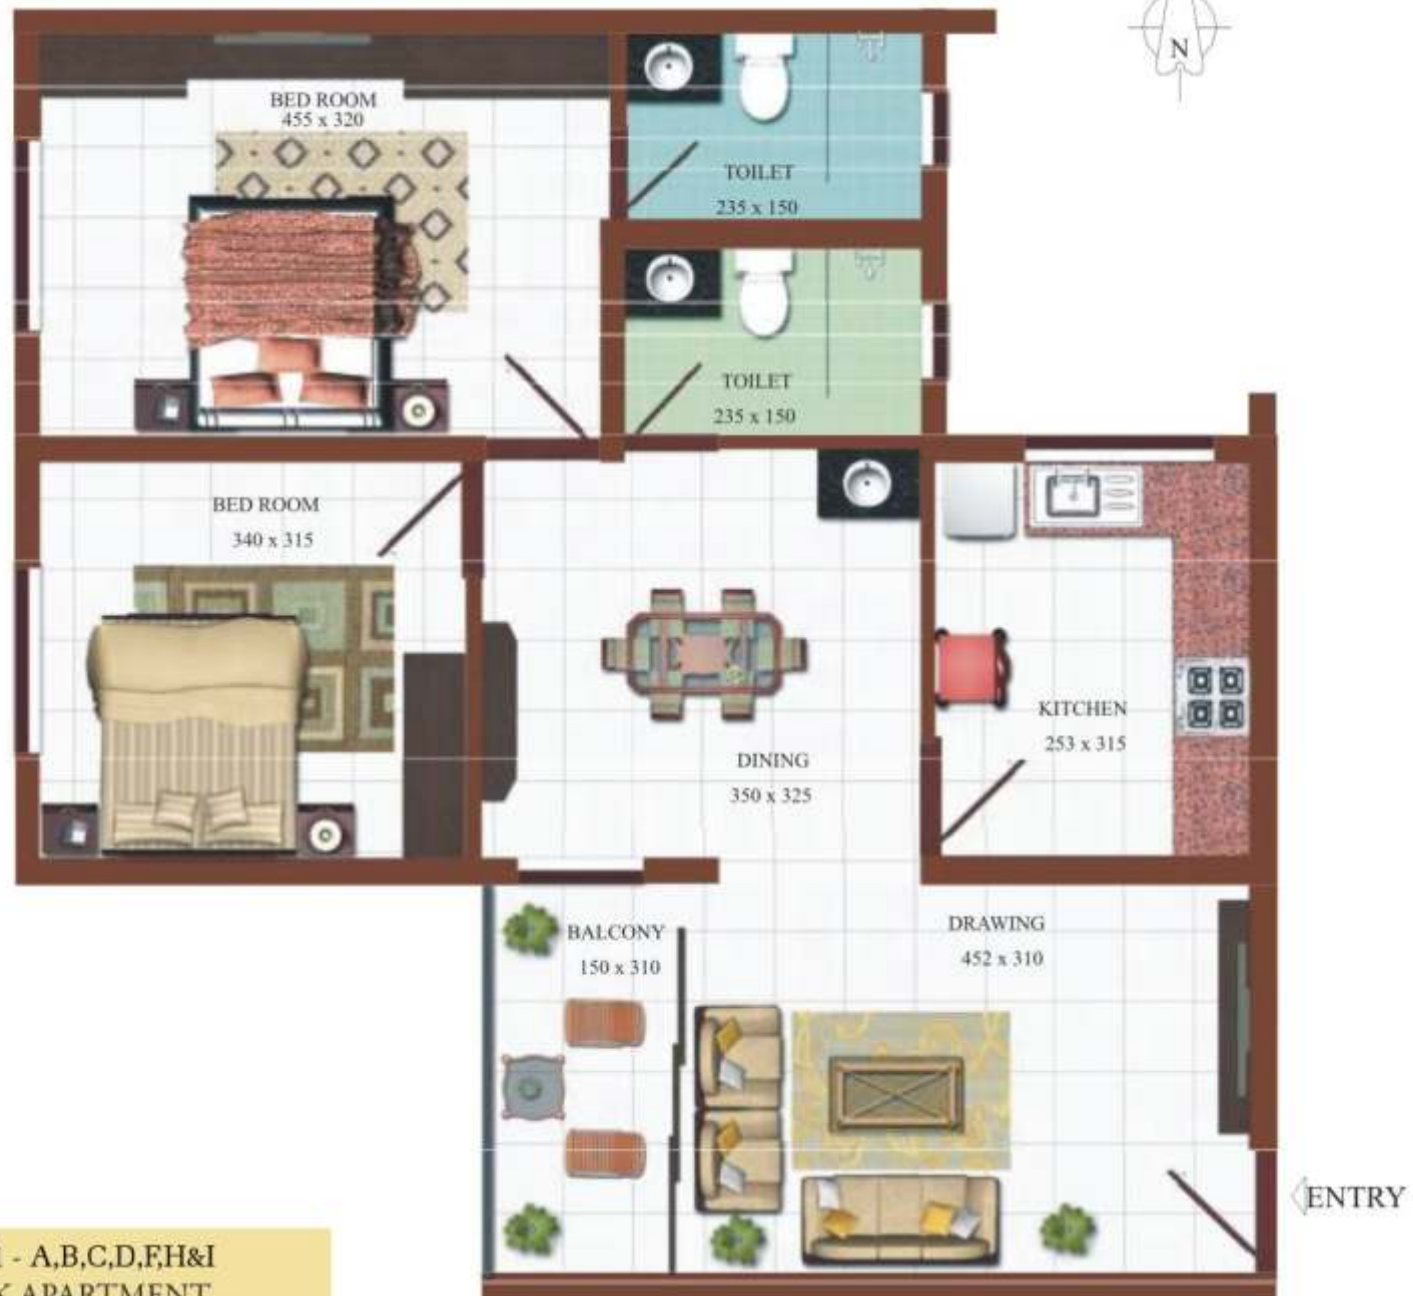 N
BED ROOM
455 x 320
TOILET
235 x 150
TOILET
235 x 150
BED ROOM
340 x 315
KITCHEN
253 x 315
DINING
350 x 325
BALCONY
150 x 310
DRAWING
452 x 310
ENTRY
- A,B,C,D,F,H&I
APARTMENT